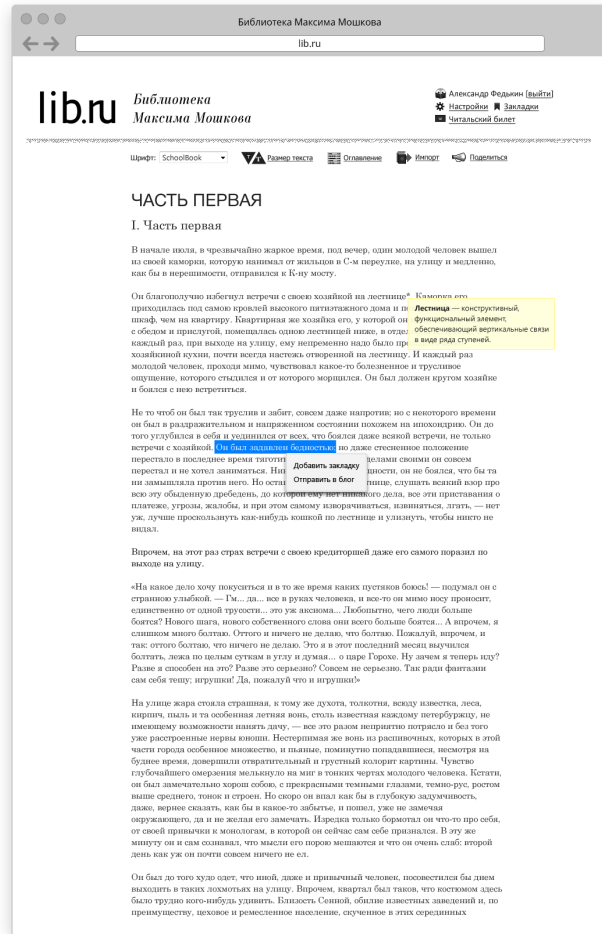 Библиотека Максима Мошкова
lib.ru
lib.ru
Библиотека
Максима Мошкова
Александр Федькин [выйти]
Настройки Закладки
Читальский билет
Шрифт: SchoolBook Размер текста Оглавление Импорт Поделиться
ЧАСТЬ ПЕРВАЯ
I. Часть первая
В начале июля, в чрезвычайно жаркое время, под вечер, один молодой человек вышел
из своей каморки, которую нанимал от жильцов в С-м переулке, на улицу и медленно,
как бы в нерешимости, отправился к К-ну мосту.
Он благополучно избегнул встречи с своею хозяйкой на лестнице*. Каморка его
приходилась под самою кровлей высокого пятиэтажного дома и по
шкаф, чем на квартиру. Квартирная же хозяйка его, у которой он
с обедом и прислугой, помещалась одною лестницей ниже, в отдел
каждый раз, при выходе на улицу, ему непременно надо было про
хозяйкиной кухни, почти всегда настежь отворенной на лестницу. И каждый раз
молодой человек, проходя мимо, чувствовал какое-то болезненное и трусливое
ощущение, которого стыдился и от которого морщился. Он был должен кругом хозяйке
и боялся с нею встретиться.
Лестница — конструктивный,
функциональный элемент,
обеспечивающий вертикальные связи
в виде ряда ступеней.
Не то чтоб он был так труслив и забит, совсем даже напротив; но с некоторого времени
он был в раздражительном и напряженном состоянии похожем на ипохондрию. Он до
того углубился в себя и уединился от всех, что боялся даже всякой встречи, не только
встречи с хозяйкой. Он был задавлен бедностью; но даже стесненное положение
перестало в последнее время тяготит делами своими он совсем
перестал и не хотел заниматься. Ник щности, он не боялся, что бы та
ни замышляла против него. Но остан тнице, слушать всякий взор про
всю эту обыденную дребедень, до которой ему нет никакого дела, все эти приставания о
платеже, угрозы, жалобы, и при этом самому изворачиваться, извиняться, лгать, — нет
уж, лучше проскользнуть как-нибудь кошкой по лестнице и улизнуть, чтобы никто не
видал.
Добавить закладку
Отправить в блог
Впрочем, на этот раз страх встречи с своею кредиторшей даже его самого поразил по
выходе на улицу.
«На какое дело хочу покуситься и в то же время каких пустяков боюсь! — подумал он с
странною улыбкой. — Гм... да... все в руках человека, и все-то он мимо носу проносит,
единственно от одной трусости... это уж аксиома... Любопытно, чего люди больше
боятся? Нового шага, нового собственного слова они всего больше боятся... А впрочем, я
слишком много болтаю. Оттого и ничего не делаю, что болтаю. Пожалуй, впрочем, и
так: оттого болтаю, что ничего не делаю. Это я в этот последний месяц выучился
болтать, лежа по целым суткам в углу и думая... о царе Горохе. Ну зачем я теперь иду?
Разве я способен на это? Разве это серьезно? Совсем не серьезно. Так ради фантазии
сам себя тешу; игрушки! Да, пожалуй что и игрушки!»
На улице жара стояла страшная, к тому же духота, толкотня, всюду известка, леса,
кирпич, пыль и та особенная летняя вонь, столь известная каждому петербуржцу, не
имеющему возможности нанять дачу, — все это разом неприятно потрясло и без того
уже расстроенные нервы юноши. Нестерпимая же вонь из распивочных, которых в этой
части города особенное множество, и пьяные, поминутно попадавшиеся, несмотря на
буднее время, довершили отвратительный и грустный колорит картины. Чувство
глубочайшего омерзения мелькнуло на миг в тонких чертах молодого человека. Кстати,
он был замечательно хорош собою, с прекрасными темными глазами, темно-рус, ростом
выше среднего, тонок и строен. Но скоро он впал как бы в глубокую задумчивость,
даже, вернее сказать, как бы в какое-то забытье, и пошел, уже не замечая
окружающего, да и не желая его замечать. Изредка только бормотал он что-то про себя,
от своей привычки к монологам, в которой он сейчас сам себе признался. В эту же
минуту он и сам сознавал, что мысли его порою мешаются и что он очень слаб: второй
день как уж он почти совсем ничего не ел.
Он был до того худо одет, что иной, даже и привычный человек, посовестился бы днем
выходить в таких лохмотьях на улицу. Впрочем, квартал был таков, что костюмом здесь
было трудно кого-нибудь удивить. Близость Сенной, обилие известных заведений и, по
преимуществу, цеховое и ремесленное население, скученное в этих серединных